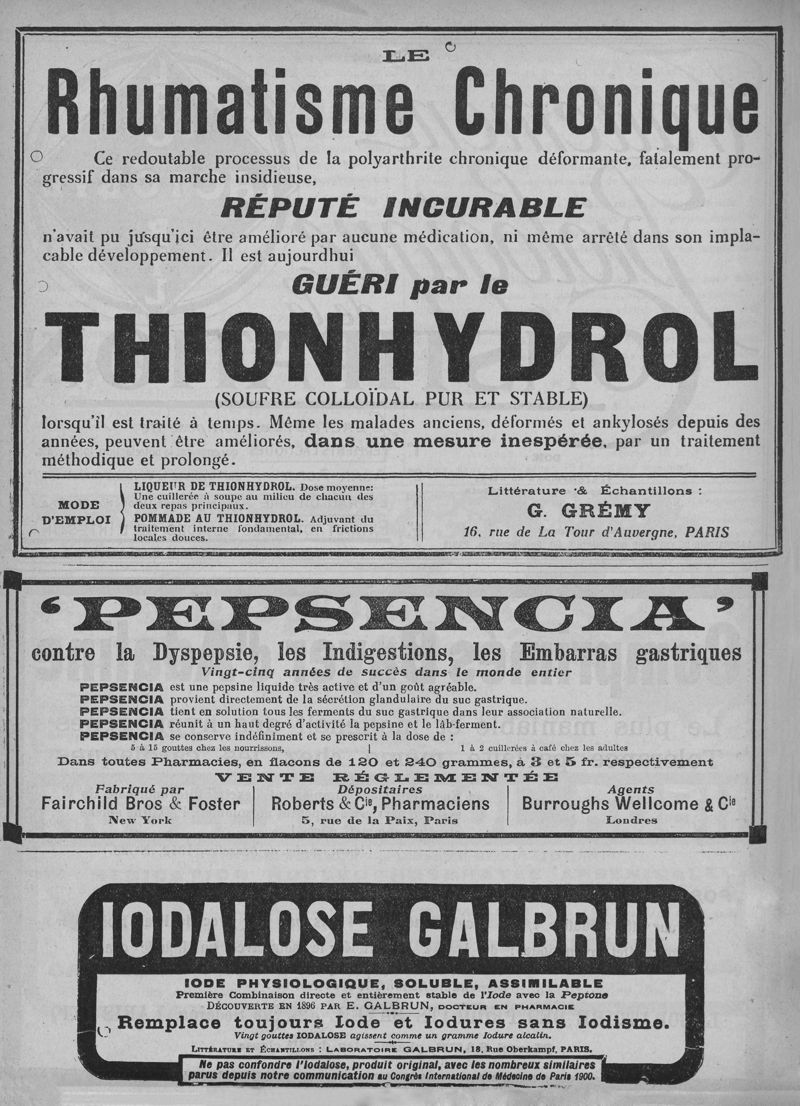 LE
Rhumatisme Chronique
Ce redoutable processus de la polyarthrite chronique déformante, fatalement pro-
gressif dans sa marche insidieuse,
RÉPUTÉ INCURABLE
n'avait pu jusqu'ici être amélioré par aucune médication, ni même arrêté dans son impla-
cable développement. Il est aujourdhui
GUÉRI par le
THIONHYDROL
(SOUFRE COLLOÏDAL PUR ET STABLE)
lorsqu'il est traité à temps. Même les malades anciens, déformés et ankylosés depuis des
années, peuvent être améliorés, dans une mesure inespérée, par un traitement
méthodique et prolongé.
MODE
D'EMPLOI
LIQUEUR DE THIONHYDROL. Dose moyenne:
Une cuillerée à soupe au milieu de chacun des
deux repas principaux.
POMMADE AU THIONHYDROL. Adjuvant du
traitement interne fondamental, en frictions
locales douces.
Littérature & Échantillons :
G. GRÉMY
16, rue de La Tour d'Auvergne, PARIS
‘PEPSENCIA’
contre la Dyspepsie, les Indigestions, les Embarras gastriques
Vingt-cinq années de succès dans le monde entier
PEPSENCIA est une pepsine liquide très active et d'un goût agréable.
PEPSENCIA provient directement de la sécrétion glandulaire du suc gastrique.
PEPSENCIA tient en solution tous les ferments du suc gastrique dans leur association naturelle.
PEPSENCIA réunit à un haut degré d'activité la pepsine et le lâb-ferment.
PEPSENCIA se conserve indéfiniment et se prescrit à la dose de :
5 à 15 gouttes chez les nourrissons, | 1 à 2 cuillerées à café chez les adultes
Dans toutes Pharmacies, en flacons de 120 et 240 grammes, à 3 et 5 fr. respectivement
VENTE RÉGLEMENTÉE
Fabriqué par
Fairchild Bros & Foster
New York
Dépositaires
Roberts & Cie, Pharmaciens
5, rue de la Paix, Paris
Agents
Burroughs Wellcome & Cie
Londres
IODALOSE GALBRUN
IODE PHYSIOLOGIQUE, SOLUBLE, ASSIMILABLE
Première Combinaison directe et entièrement stable de l'Iode avec la Peptone
DÉCOUVERTE EN 1896 PAR E. GALBRUN, DOCTEUR EN PHARMACIE
Remplace toujours Iode et Iodures sans Iodisme.
Vingt gouttes IODALOSE agissent comme un gramme Iodure alcalin.
LITTÉRATURE ET ÉCHANTILLONS : LABORATOIRE GALBRUN, 18, Rue Oberkampf, PARIS.
Ne pas confondre l'Iodalose, produit original, avec les nombreux similaires
parus depuis notre communication au Congrès International de Médecine de Paris 1900.